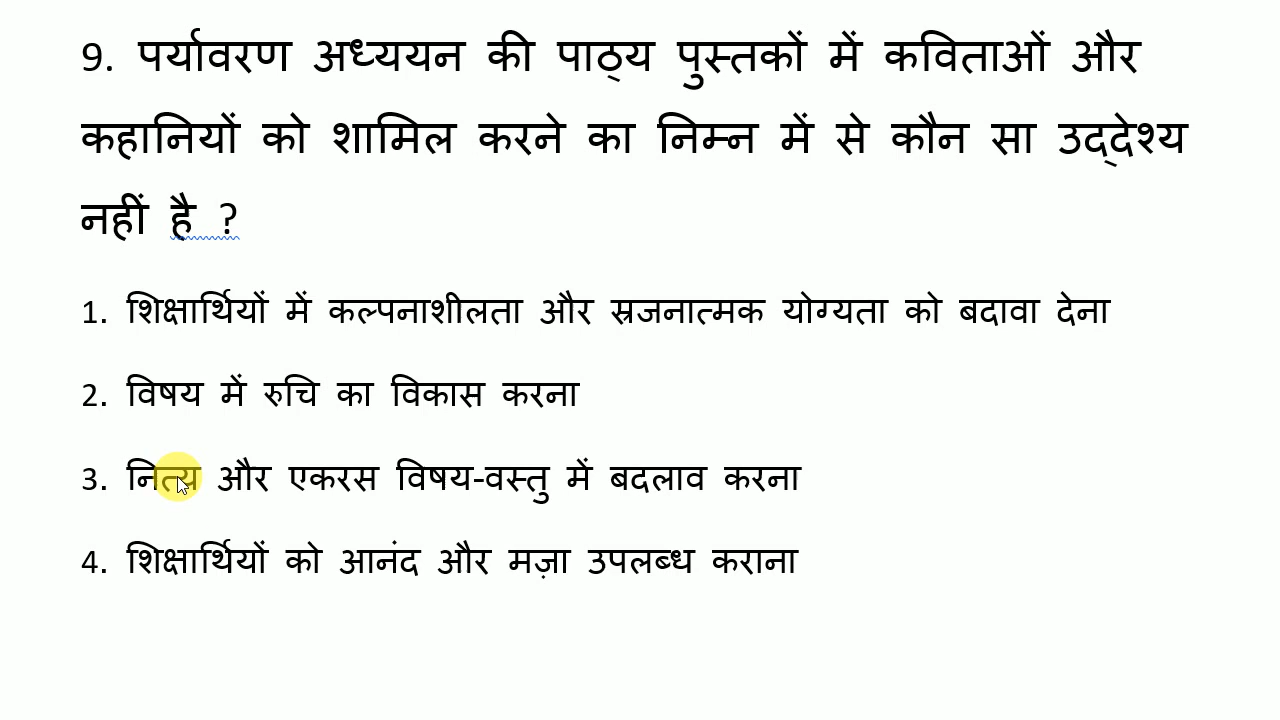 9. पर्यावरण अध्ययन की पाठ्य पुस्तकों में कविताओं और
कहानियों को शामिल करने का निम्न में से कौन सा उद्देश्य
नहीं है ?
1. शिक्षार्थियों में कल्पनाशीलता और स्रजनात्मक योग्यता को बदावा देना
2. विषय में रुचि का विकास करना
3. नित्य और एकरस विषय-वस्तु में बदलाव करना
4. शिक्षार्थियों को आनंद और मज़ा उपलब्ध कराना